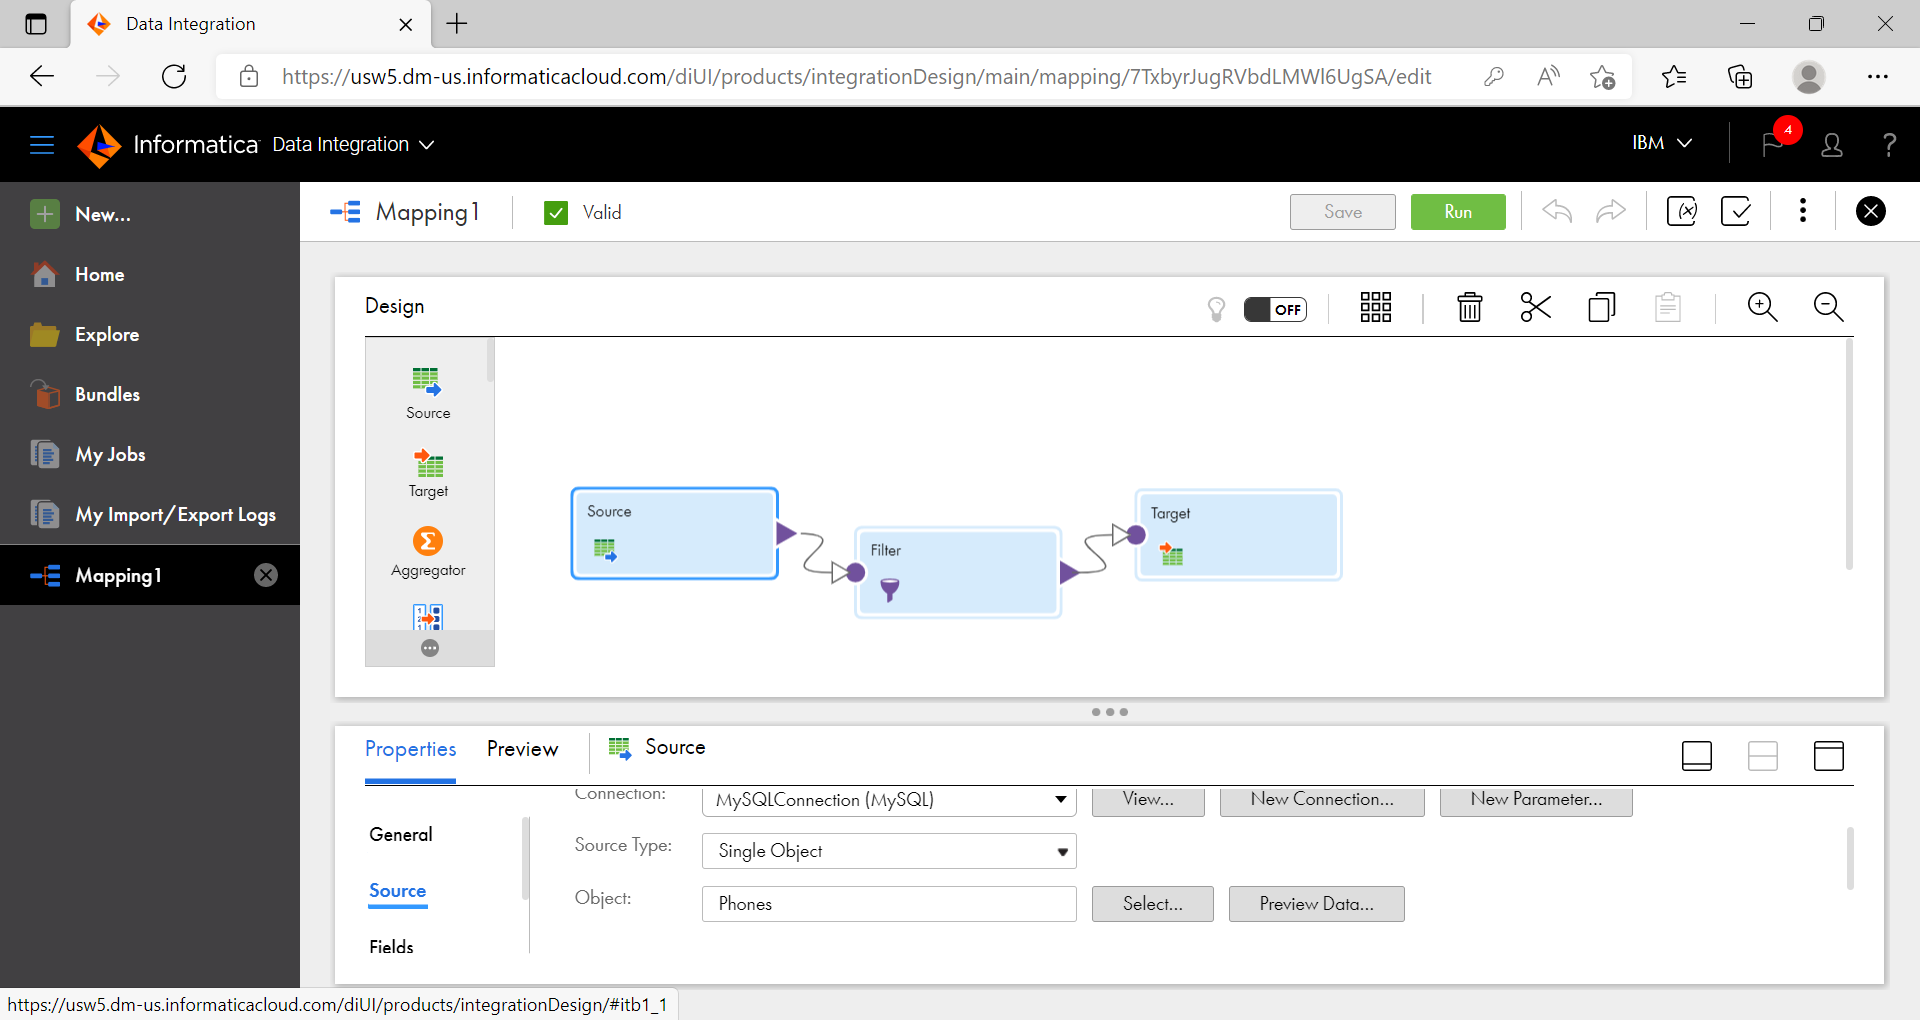 Data Integration
https://usw5.dm-us.informaticacloud.com/diUI/products/integrationDesign/main/mapping/7TxbyrJugRVbdLMWl6UgSA/edit
Informatica Data Integration
IBM
4
?
New...
Home
Explore
Bundles
My Jobs
My Import/Export Logs
Mapping1
Mapping1
Valid
Save
Run
(x)
Design
OFF
Source
Target
Aggregator
Source
Filter
Target
Properties
Preview
Source
General
Source
Fields
Connection:
MySQLConnection (MySQL)
View...
New Connection...
New Parameter...
Source Type:
Single Object
Object:
Phones
Select...
Preview Data...
https://usw5.dm-us.informaticacloud.com/diUI/products/integrationDesign/#itb1_1